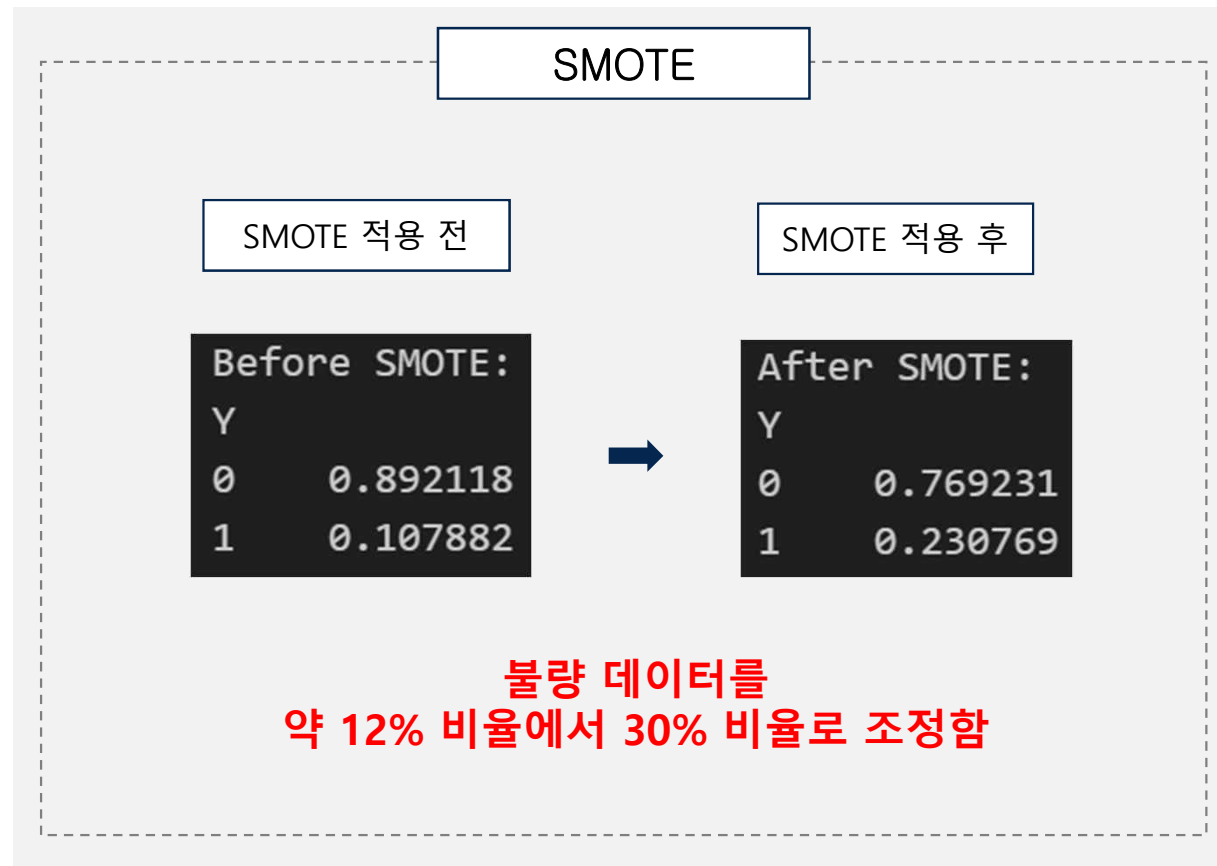 SMOTE
SMOTE 적용 전
SMOTE 적용 후
Before SMOTE:
Y
0 0.892118
1 0.107882
After SMOTE:
Y
0 0.769231
1 0.230769
불량 데이터를
약 12% 비율에서 30% 비율로 조정함